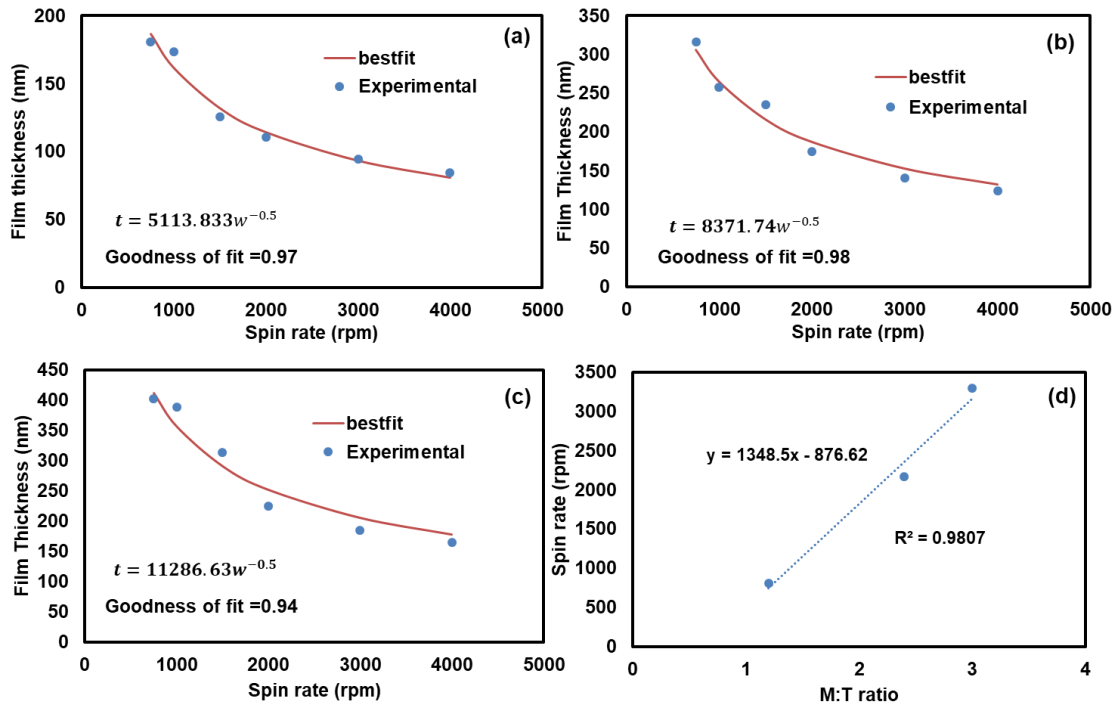 200
150
100
50
0
Film thickness (nm)
(a)
bestfit
Experimental
t = 5113.833w^{-0.5}
Goodness of fit =0.97
0 1000 2000 3000 4000 5000
Spin rate (rpm)
350
300
250
200
150
100
50
0
Film Thickness (nm)
(b)
bestfit
Experimental
t = 8371.74w^{-0.5}
Goodness of fit =0.98
0 1000 2000 3000 4000 5000
Spin rate (rpm)
450
400
350
300
250
200
150
100
50
0
Film Thickness (nm)
(c)
bestfit
Experimental
t = 11286.63w^{-0.5}
Goodness of fit =0.94
0 1000 2000 3000 4000 5000
Spin rate (rpm)
3500
3000
2500
2000
1500
1000
500
0
Spin rate (rpm)
(d)
y = 1348.5x - 876.62
R² = 0.9807
0 1 2 3 4
M:T ratio